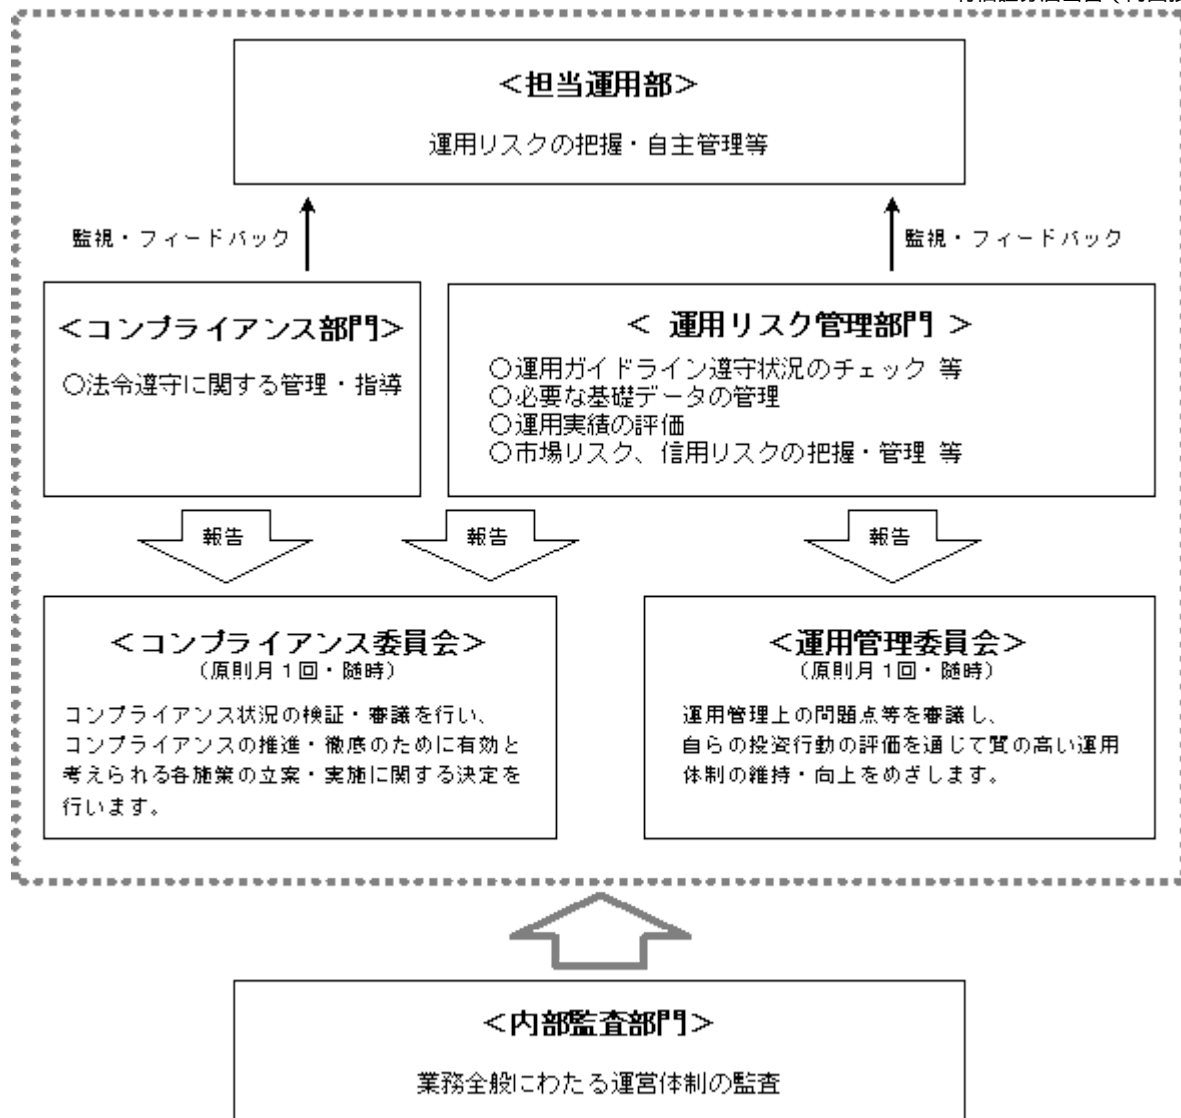 ＜担当運用部＞
運用リスクの把握・自主管理等
監視・フィードバック
監視・フィードバック
＜コンプライアンス部門＞
○法令遵守に関する管理・指導
＜ 運用リスク管理部門 ＞
○運用ガイドライン遵守状況のチェック 等
○必要な基礎データの管理
○運用実績の評価
○市場リスク、信用リスクの把握・管理 等
報告
報告
報告
＜コンプライアンス委員会＞
（原則月１回・随時）
コンプライアンス状況の検証・審議を行い、
コンプライアンスの推進・徹底のために有効と
考えられる各施策の立案・実施に関する決定を
行います。
＜運用管理委員会＞
（原則月１回・随時）
運用管理上の問題点等を審議し、
自らの投資行動の評価を通じて質の高い運用
体制の維持・向上をめざします。
＜内部監査部門＞
業務全般にわたる運営体制の監査